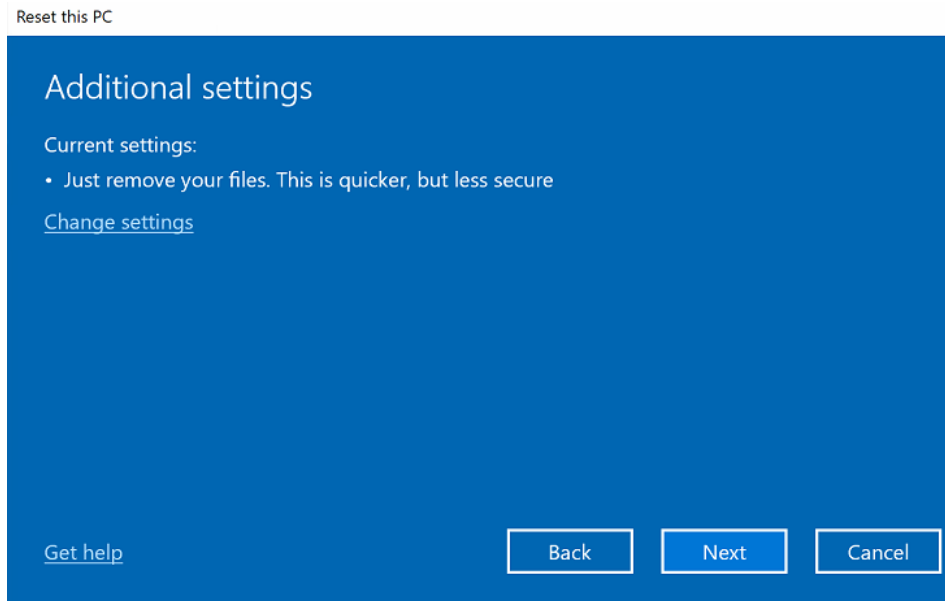 Reset this PC
Additional settings
Current settings:
• Just remove your files. This is quicker, but less secure
Change settings
Get help
Back
Next
Cancel